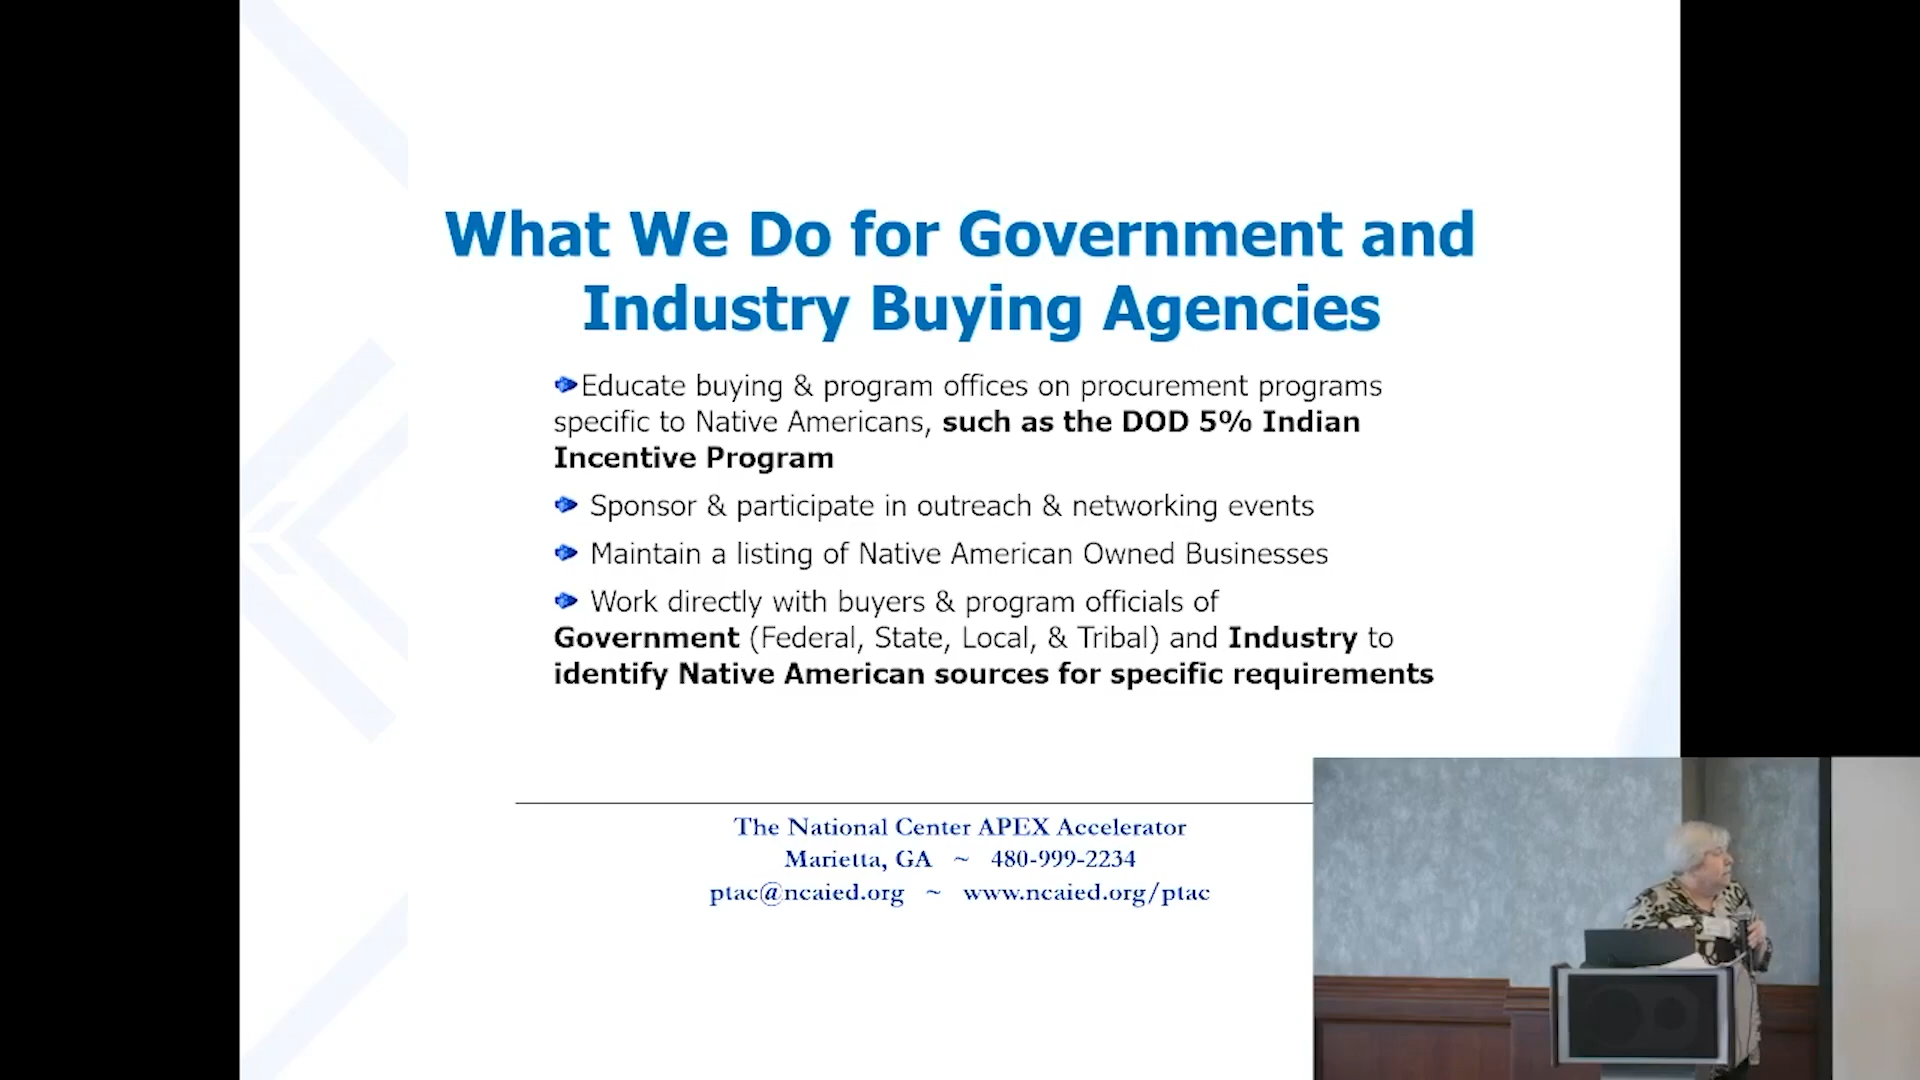 What We Do for Government and
Industry Buying Agencies
Educate buying & program offices on procurement programs
specific to Native Americans, such as the DOD 5% Indian
Incentive Program
Sponsor & participate in outreach & networking events
Maintain a listing of Native American Owned Businesses
Work directly with buyers & program officials of
Government (Federal, State, Local, & Tribal) and Industry to
identify Native American sources for specific requirements
The National Center APEX Accelerator
Marietta, GA ~ 480-999-2234
ptac@ncaied.org ~ www.ncaied.org/ptac